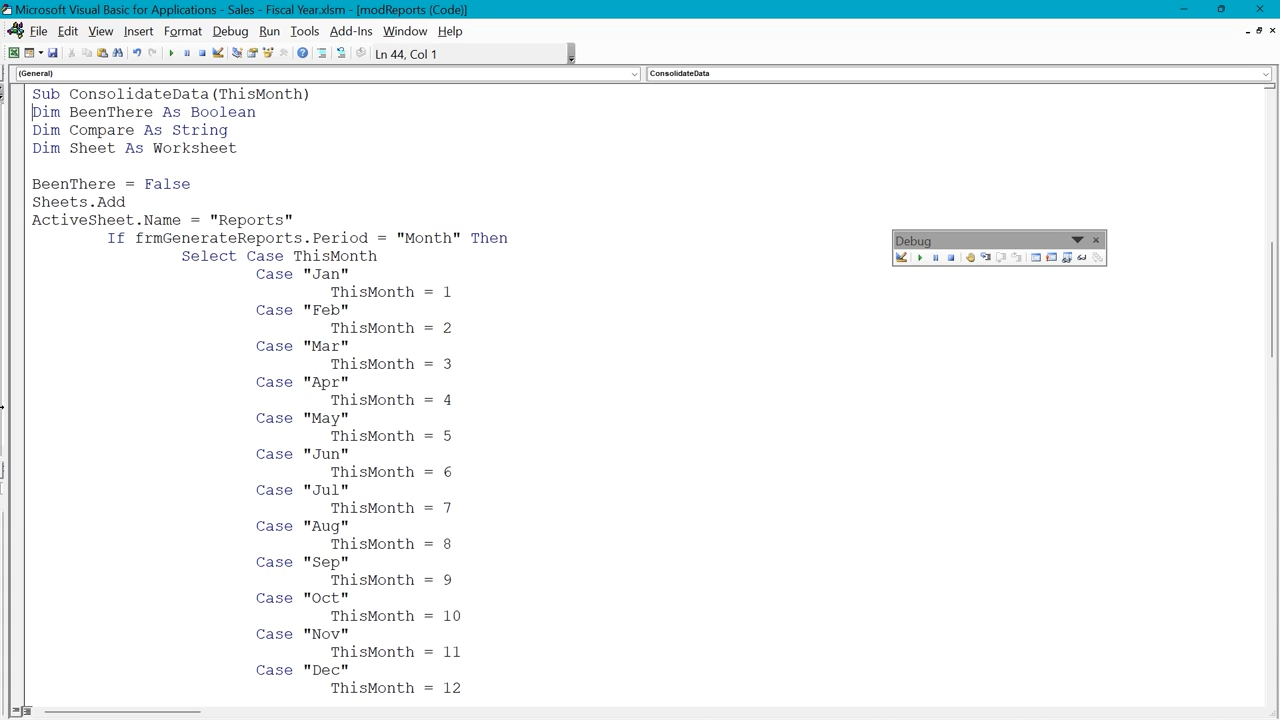 Microsoft Visual Basic for Applications - Sales - Fiscal Year.xlsm - [modReports (Code)]
File Edit View Insert Format Debug Run Tools Add-Ins Window Help
Ln 44, Col 1
(General) ConsolidateData
Sub ConsolidateData(ThisMonth)
Dim BeenThere As Boolean
Dim Compare As String
Dim Sheet As Worksheet
BeenThere = False
Sheets.Add
ActiveSheet.Name = "Reports"
If frmGenerateReports.Period = "Month" Then
Debug
Select Case ThisMonth
Case "Jan"
ThisMonth = 1
Case "Feb"
ThisMonth = 2
Case "Mar"
ThisMonth = 3
Case "Apr"
ThisMonth = 4
Case "May"
ThisMonth = 5
Case "Jun"
ThisMonth = 6
Case "Jul"
ThisMonth = 7
Case "Aug"
ThisMonth = 8
Case "Sep"
ThisMonth = 9
Case "Oct"
ThisMonth = 10
Case "Nov"
ThisMonth = 11
Case "Dec"
ThisMonth = 12